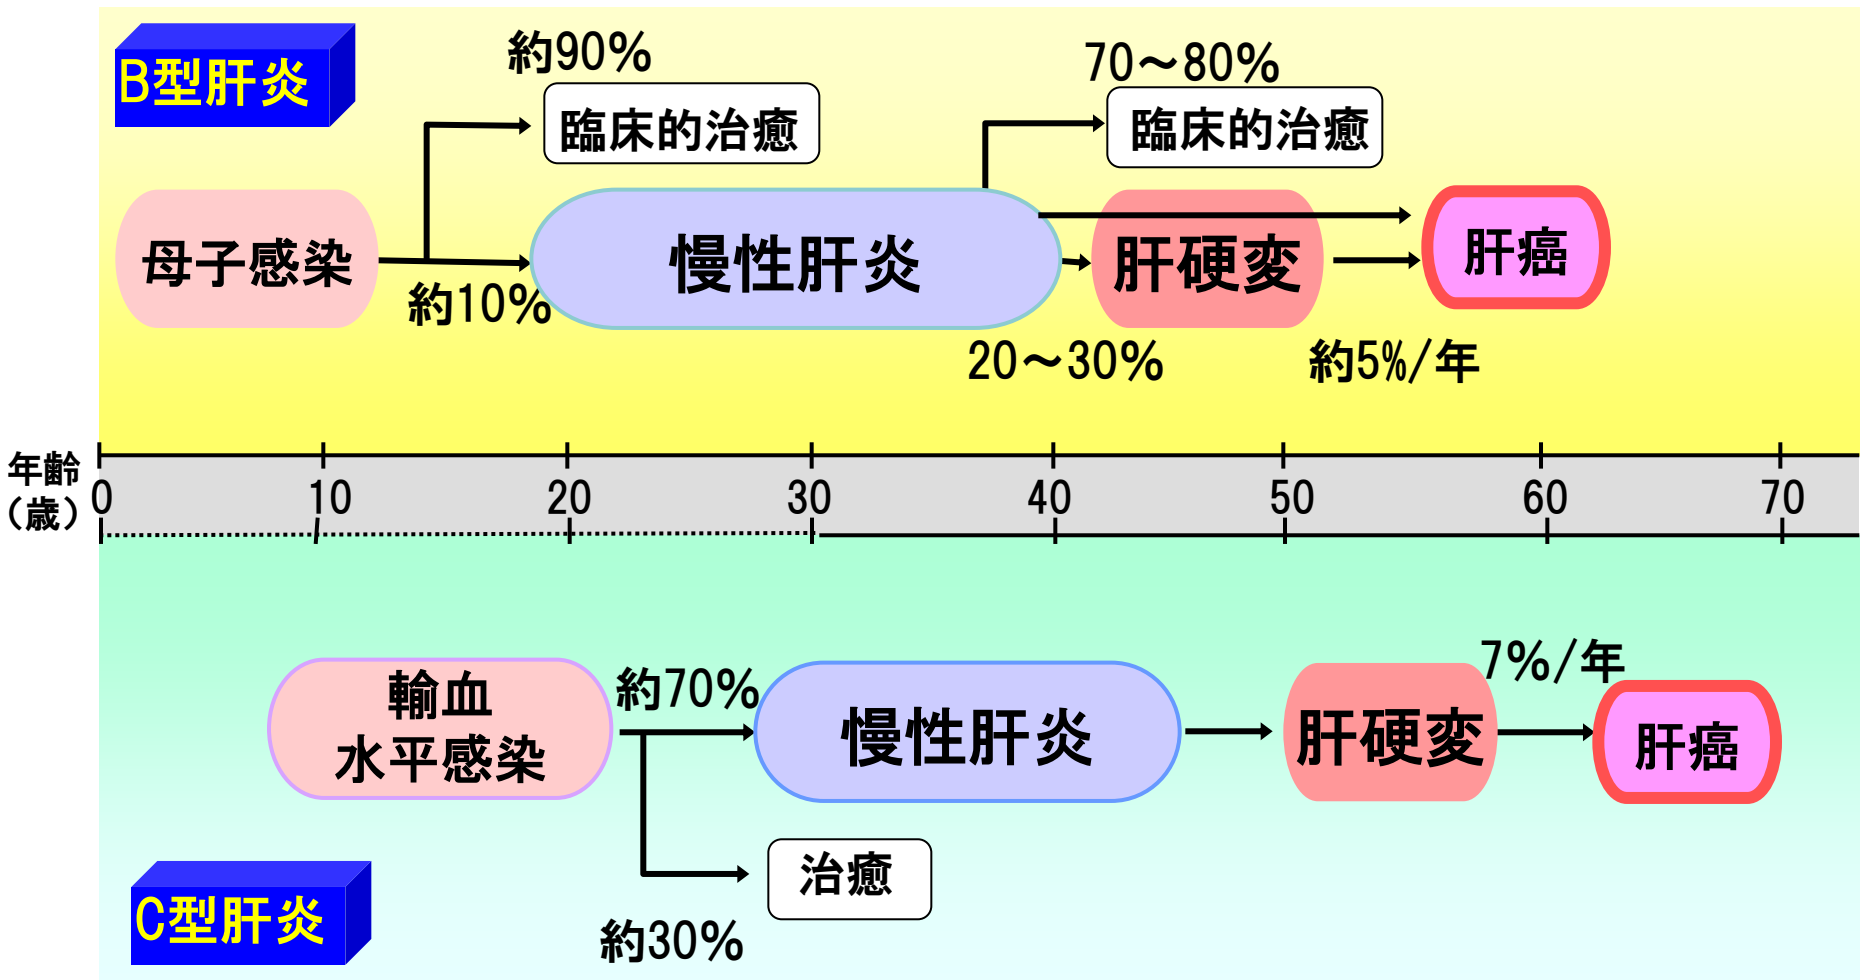 B型肝炎
約90%
臨床的治癒
70～80%
臨床的治癒
母子感染
約10%
慢性肝炎
20～30%
肝硬変
約5%/年
肝癌
年齢
（歳）
0 10 20 30 40 50 60 70
輸血
水平感染
約70%
慢性肝炎
肝硬変
7%/年
肝癌
治癒
約30%
C型肝炎